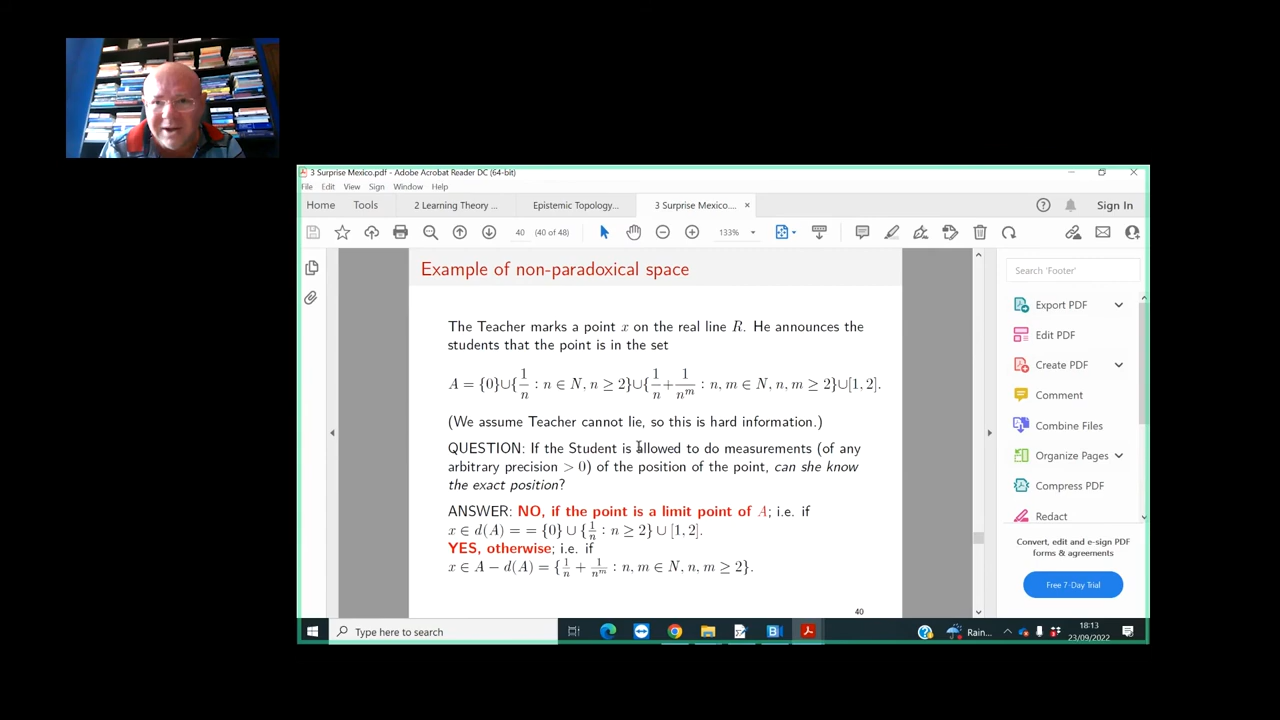 3 Surprise Mexico.pdf - Adobe Acrobat Reader DC (64-bit)
File Edit View Sign Window Help
Home Tools 2 Learning Theory ... Epistemic Topology... 3 Surprise Mexico.... × Sign In
40 (40 of 48) 133%
Example of non-paradoxical space
The Teacher marks a point x on the real line R. He announces the
students that the point is in the set
A = {0}∪{1/n : n ∈ N, n ≥ 2}∪{1/n + 1/n^m : n, m ∈ N, n, m ≥ 2}∪[1, 2].
(We assume Teacher cannot lie, so this is hard information.)
QUESTION: If the Student is allowed to do measurements (of any
arbitrary precision > 0) of the position of the point, can she know
the exact position?
ANSWER: NO, if the point is a limit point of A; i.e. if
x ∈ d(A) = = {0} ∪ {1/n : n ≥ 2} ∪ [1, 2].
YES, otherwise; i.e. if
x ∈ A − d(A) = {1/n + 1/n^m : n, m ∈ N, n, m ≥ 2}.
40
Search 'Footer'
Export PDF
Edit PDF
Create PDF
Comment
Combine Files
Organize Pages
Compress PDF
Redact
Convert, edit and e-sign PDF
forms & agreements
Free 7-Day Trial
Type here to search
Rain...
18:13
23/09/2022